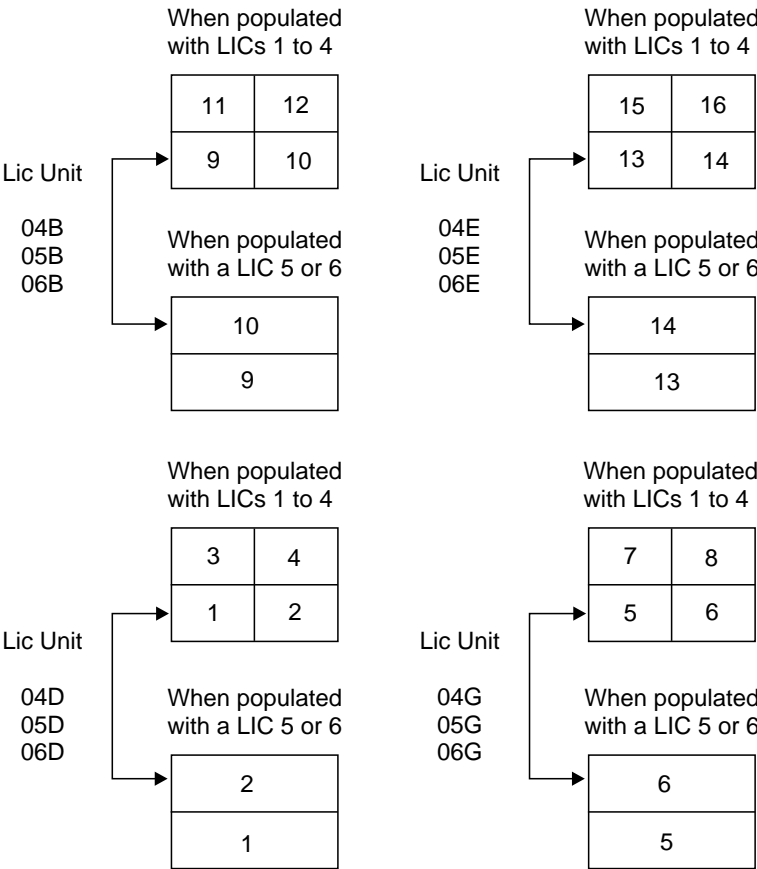 When populated
with LICs 1 to 4
11 12
9 10
Lic Unit
04B
05B
06B
When populated
with a LIC 5 or 6
10
9
When populated
with LICs 1 to 4
15 16
13 14
Lic Unit
04E
05E
06E
When populated
with a LIC 5 or 6
14
13
When populated
with LICs 1 to 4
3 4
1 2
Lic Unit
04D
05D
06D
When populated
with a LIC 5 or 6
2
1
When populated
with LICs 1 to 4
7 8
5 6
Lic Unit
04G
05G
06G
When populated
with a LIC 5 or 6
6
5